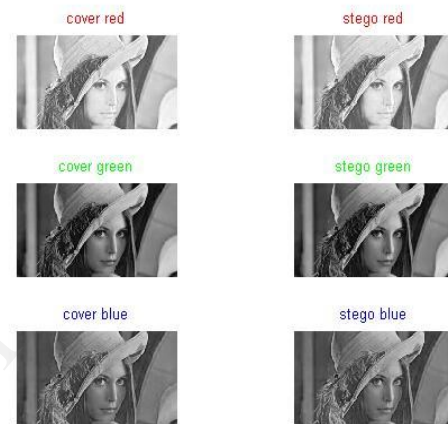 cover red
stego red
cover green
stego green
cover blue
stego blue